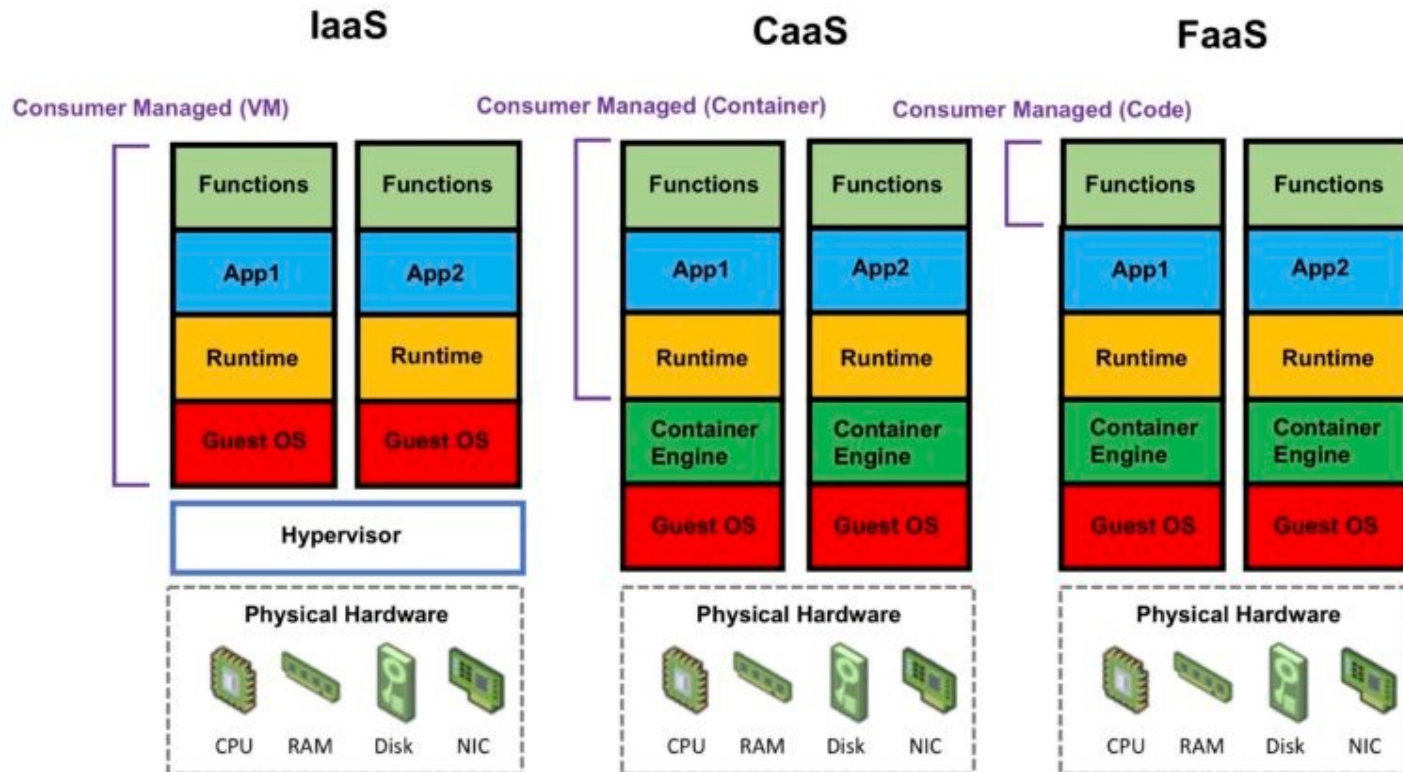 IaaS
CaaS
FaaS
Consumer Managed (VM)
Consumer Managed (Container)
Consumer Managed (Code)
Functions
Functions
App1
App2
Runtime
Runtime
Guest OS
Guest OS
Hypervisor
Physical Hardware
CPU
RAM
Disk
NIC
Functions
Functions
App1
App2
Runtime
Runtime
Container
Engine
Container
Engine
Guest OS
Guest OS
Physical Hardware
CPU
RAM
Disk
NIC
Functions
Functions
App1
App2
Runtime
Runtime
Container
Engine
Container
Engine
Guest OS
Guest OS
Physical Hardware
CPU
RAM
Disk
NIC